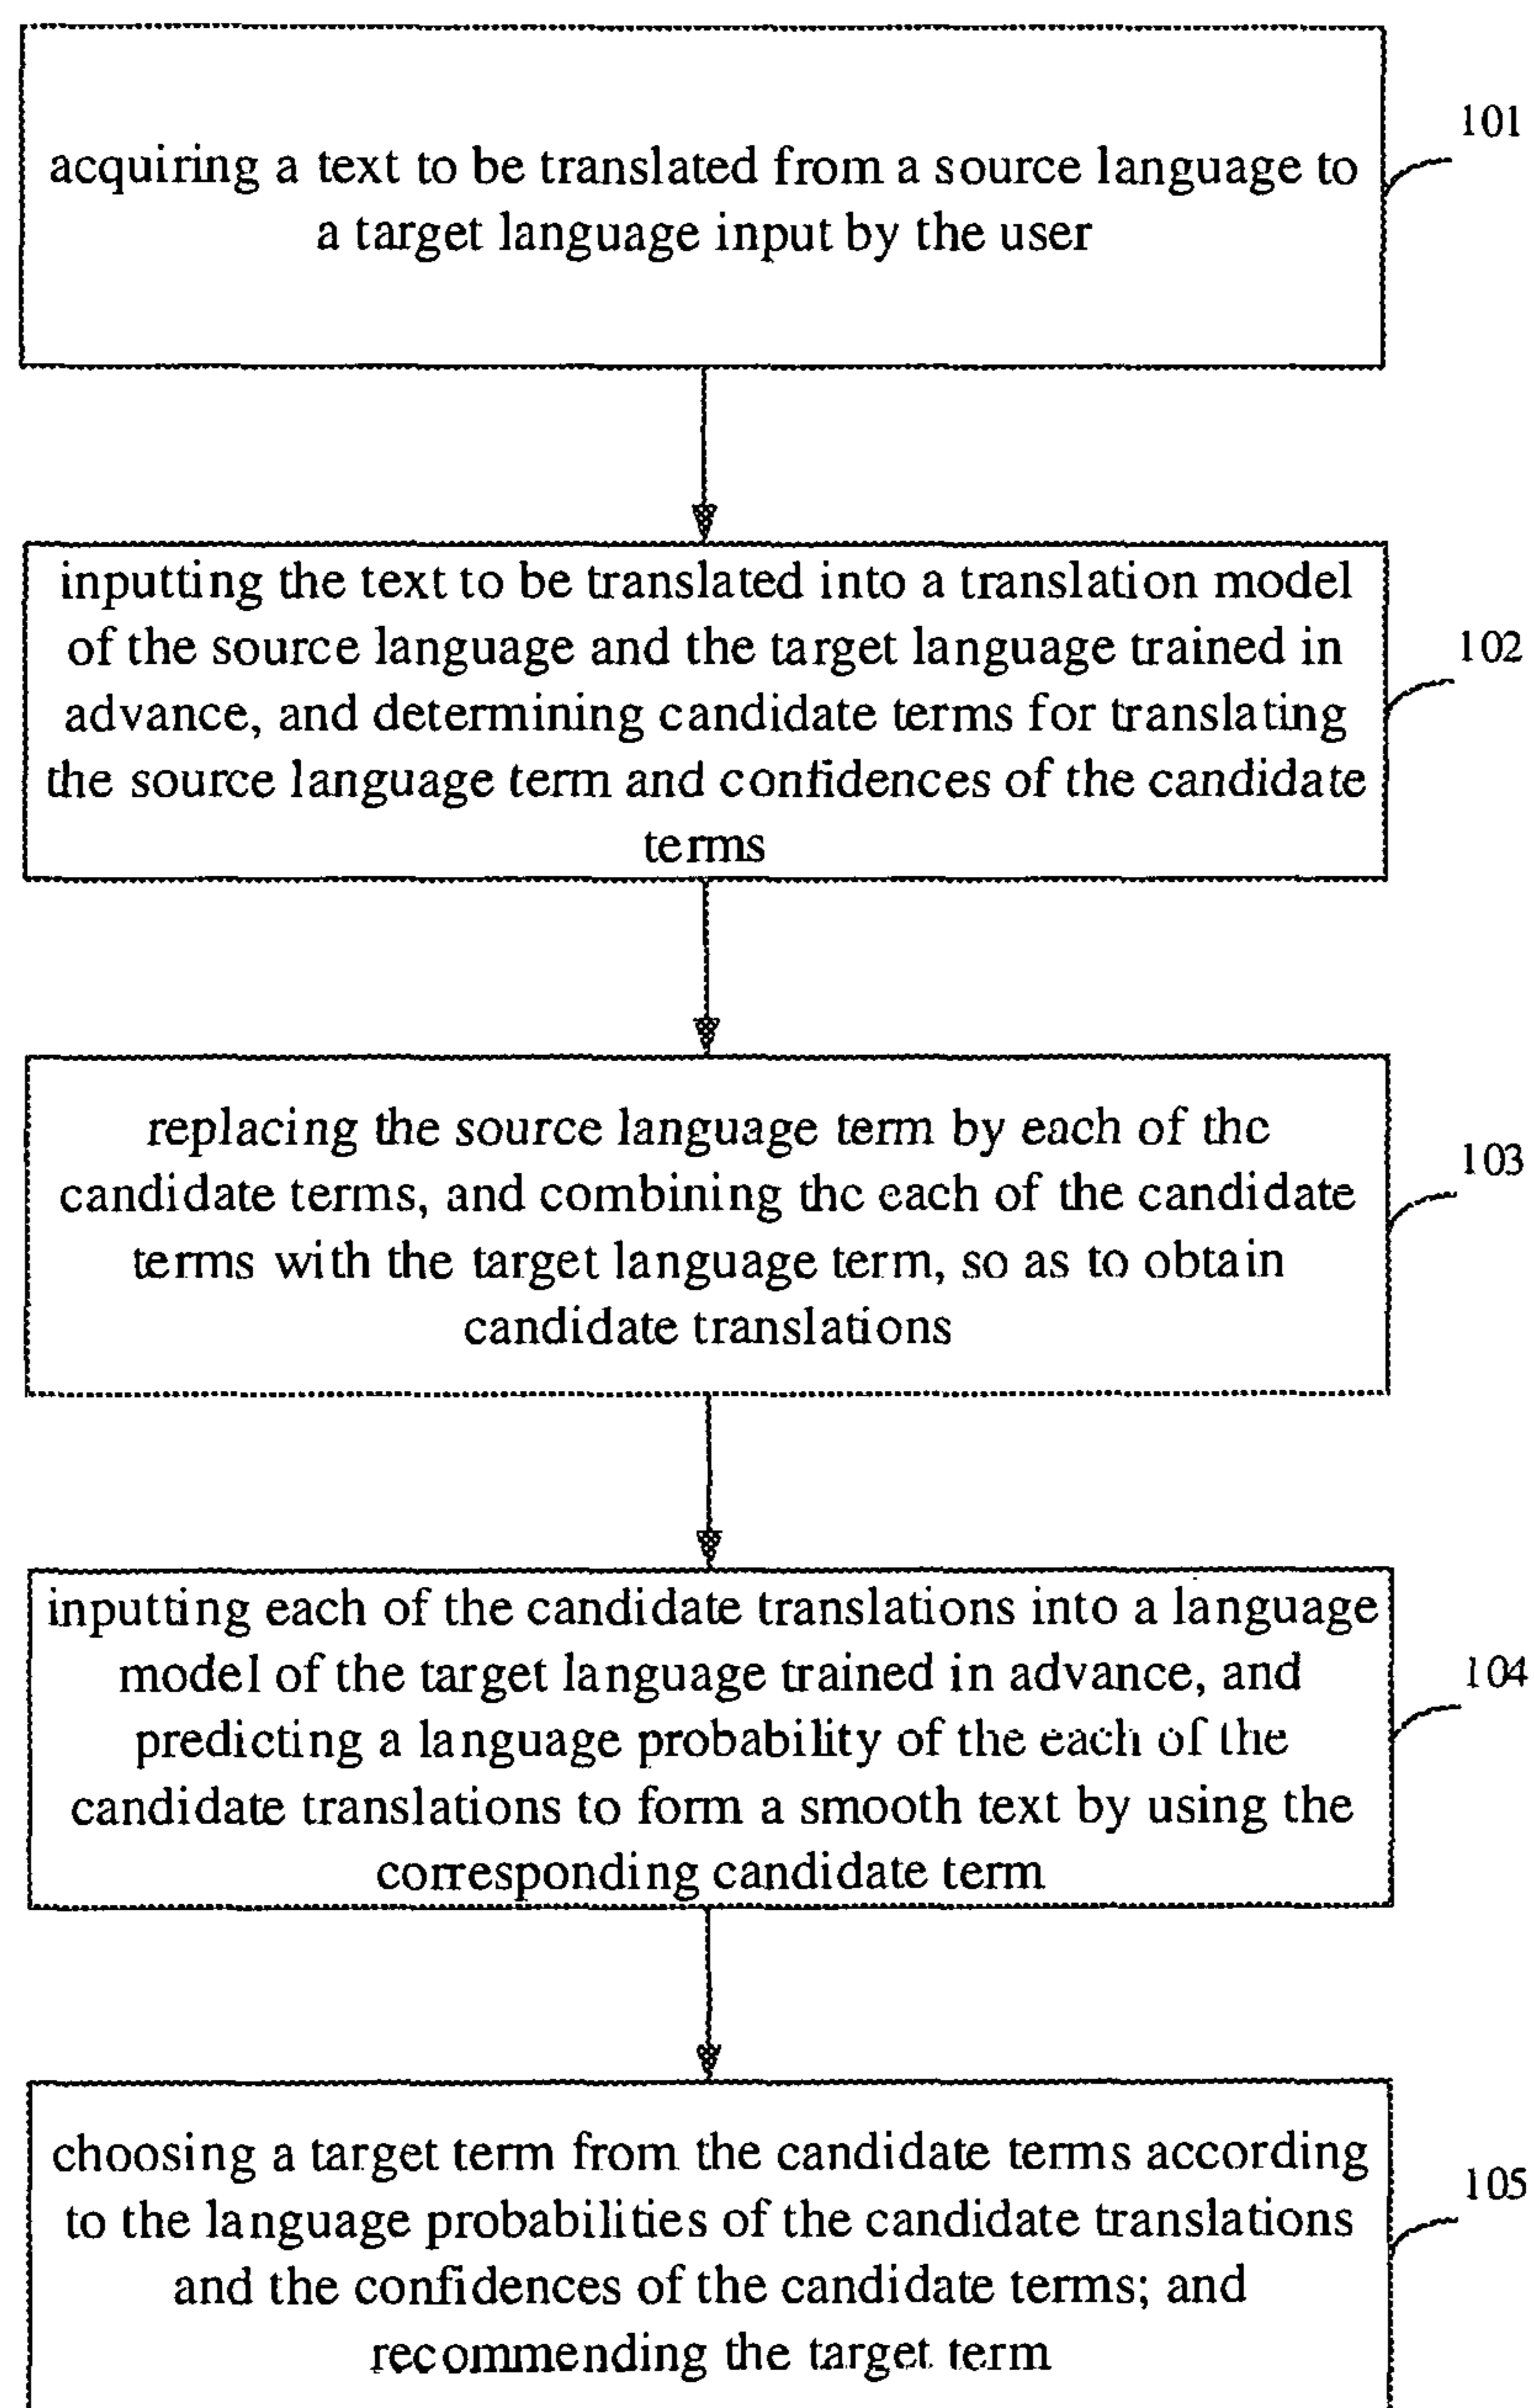 acquiring a text to be translated from a source language to
a target language input by the user
101
inputting the text to be translated into a translation model
of the source language and the target language trained in
advance, and determining candidate terms for translating
the source language term and confidences of the candidate
terms
102
replacing the source language term by each of the
candidate terms, and combining the each of the candidate
terms with the target language term, so as to obtain
candidate translations
103
inputting each of the candidate translations into a language
model of the target language trained in advance, and
predicting a language probability of the each of the
candidate translations to form a smooth text by using the
corresponding candidate term
104
choosing a target term from the candidate terms according
to the language probabilities of the candidate translations
and the confidences of the candidate terms; and
recommending the target term
105